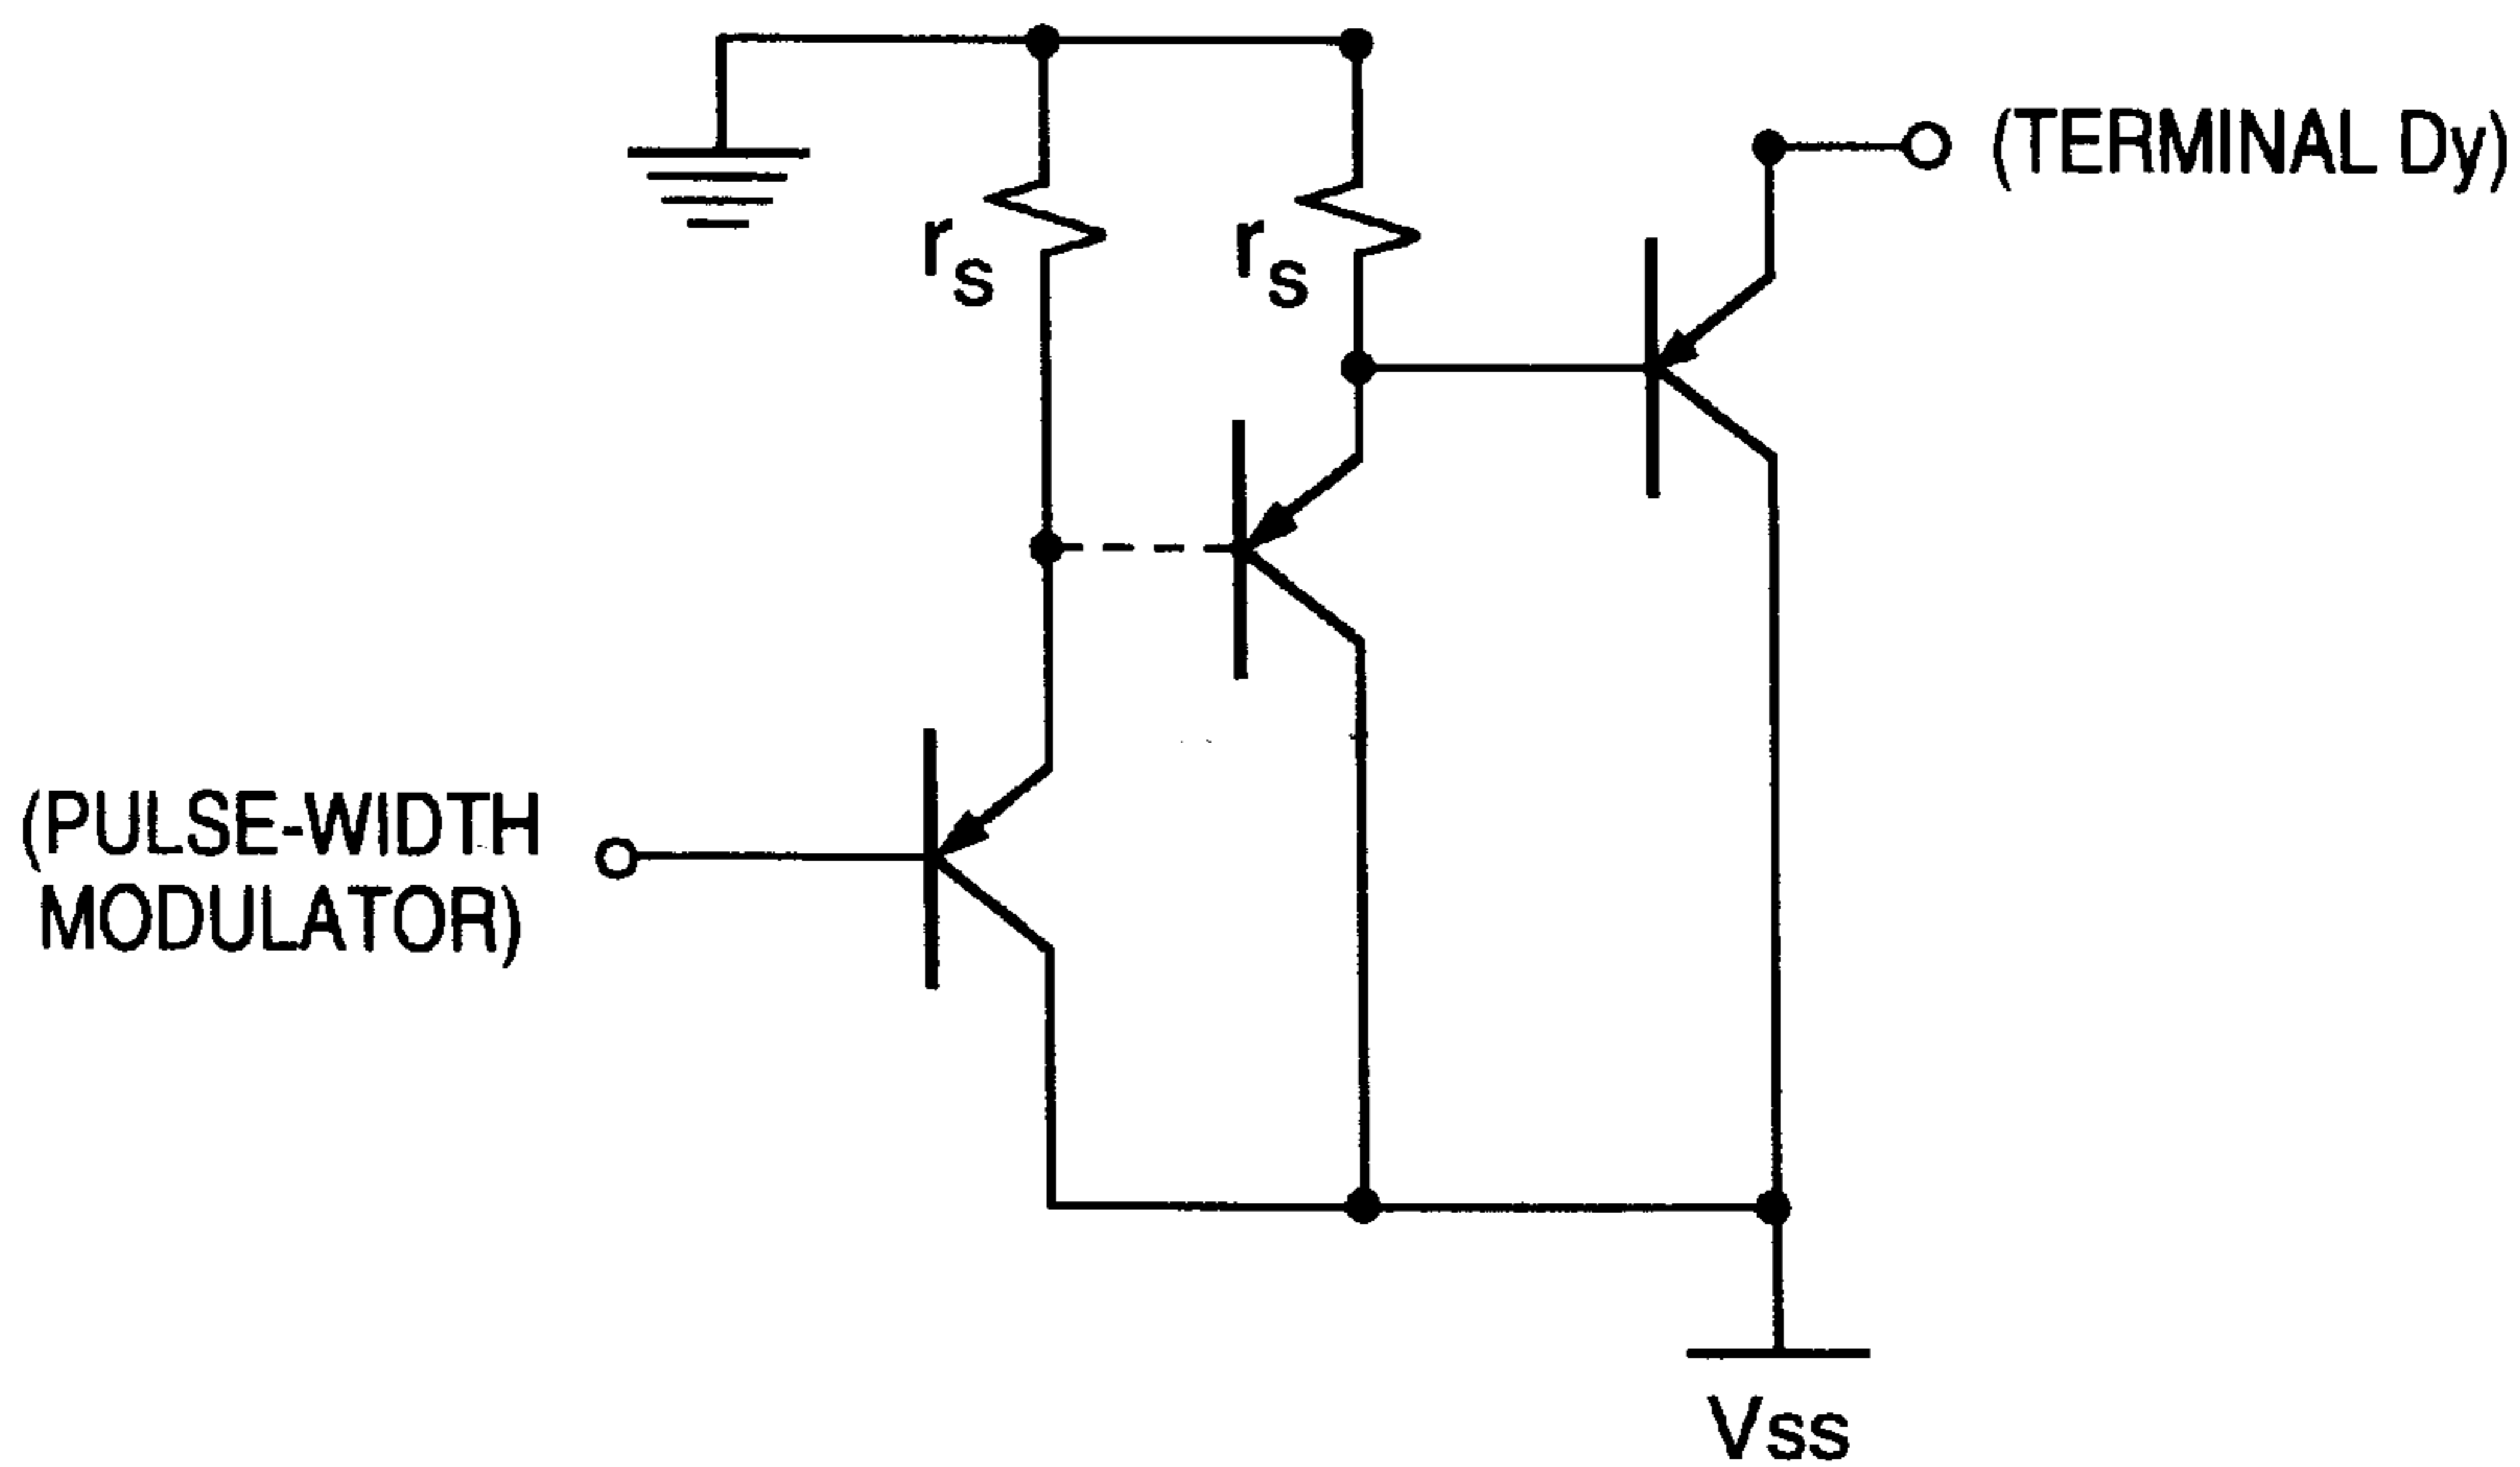 (TERMINAL Dy)
rs
rs
(PULSE-WIDTH
MODULATOR)
Vss